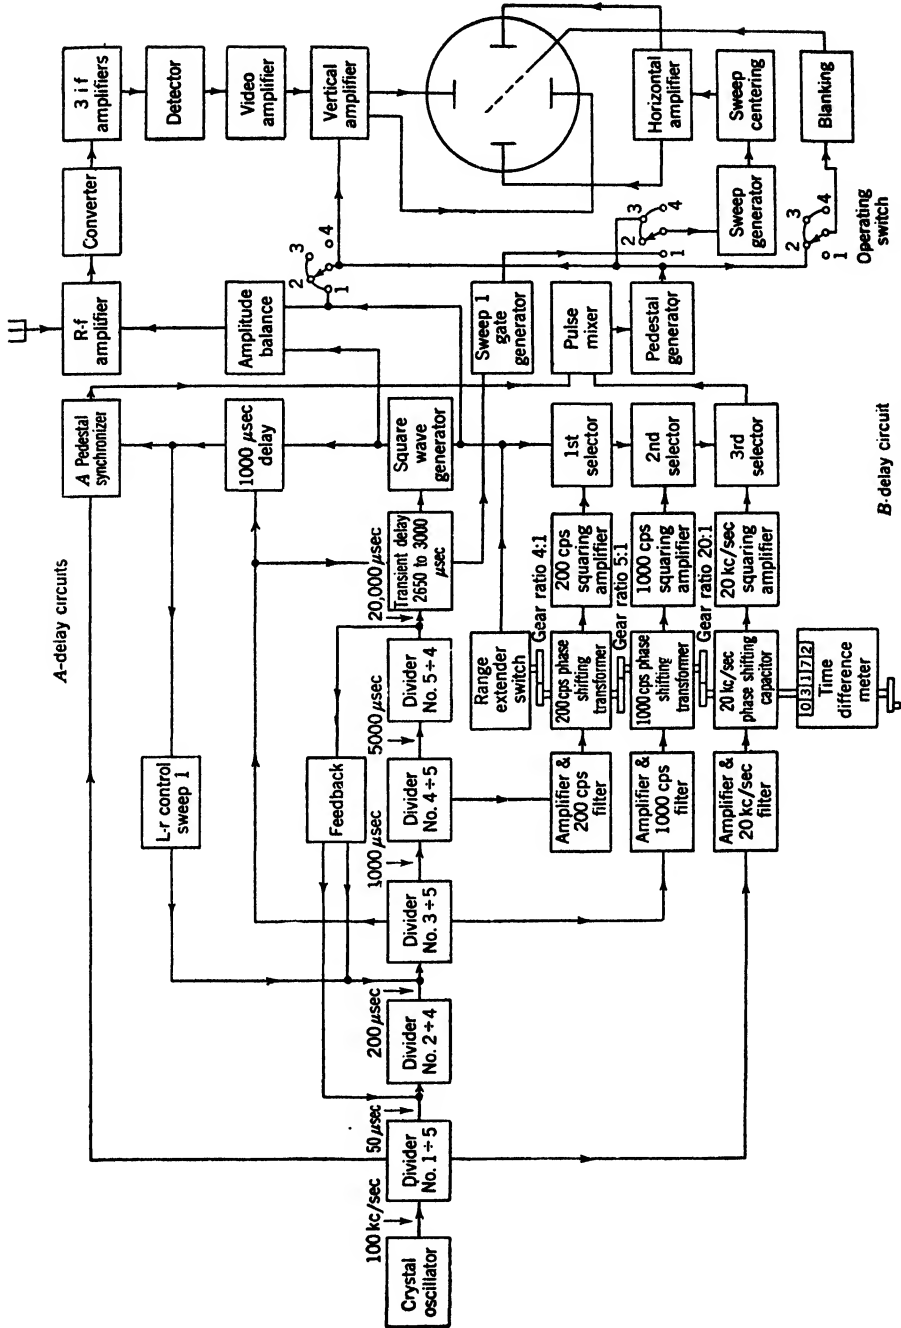 A-delay circuits
L-r control
sweep 1
A Pedestal
synchronizer
R-f
amplifier
Converter
3 i f
amplifiers
Detector
Video
amplifier
Vertical
amplifier
1000 μsec
delay
Amplitude
balance
1
2
3
4
Crystal
oscillator
100 kc/sec
Divider
No. 1 ÷ 5
50 μsec
Divider
No. 2 ÷ 4
200 μsec
Divider
No. 3 ÷ 5
1000 μsec
Divider
No. 4 ÷ 5
5000 μsec
Divider
No. 5 ÷ 4
20,000 μsec
Feedback
Transient delay
2650 to 3000
μsec
Square
wave
generator
Sweep 1
gate
generator
Range
extender
switch
Gear ratio 4:1
Amplifier &
200 cps
filter
200 cps phase
shifting
transformer
200 cps
squaring
amplifier
1st
selector
Pulse
mixer
Gear ratio 5:1
Amplifier &
1000 cps
filter
1000 cps phase
shifting
transformer
1000 cps
squaring
amplifier
2nd
selector
Pedestal
generator
1
2
3
4
Gear ratio 20:1
Amplifier &
20 kc/sec
filter
20 kc/sec
phase shifting
capacitor
20 kc/sec
squaring
amplifier
3rd
selector
Sweep
generator
Sweep
centering
Horizontal
amplifier
03172
Time
difference
meter
1
2
3
4
Operating
switch
Blanking
B-delay circuit